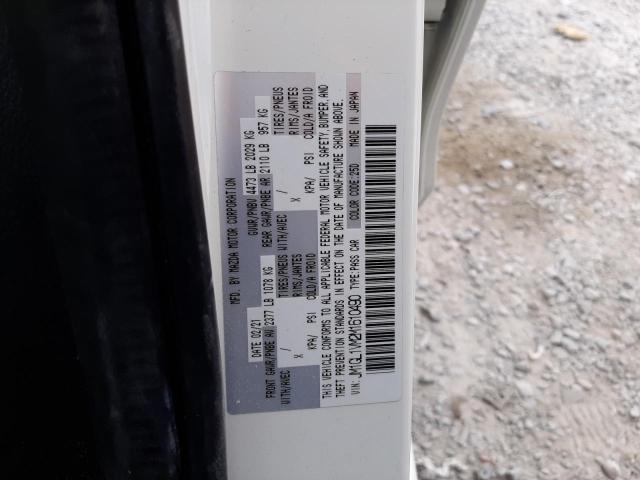 MFD. BY MAZDA MOTOR CORPORATION
DATE 02/21 GVWR/PNBV 4473 LB 2029 KG
FRONT GAWR/PNBE AV 2377 LB 1078 KG REAR GAWR/PNBE AR 2110 LB 957 KG
WITH/AVEC TIRES/PNEUS WITH/AVEC TIRES/PNEUS
/ RIMS/JANTES / RIMS/JANTES
X KPA/ PSI COLD/A FROID X KPA/ PSI COLD/A FROID
THIS VEHICLE CONFORMS TO ALL APPLICABLE FEDERAL MOTOR VEHICLE SAFETY, BUMPER, AND
THEFT PREVENTION STANDARDS IN EFFECT ON THE DATE OF MANUFACTURE SHOWN ABOVE.
VIN: JM1GL1VM2M1610490 TYPE: PASS CAR COLOR CODE: 25D MADE IN JAPAN